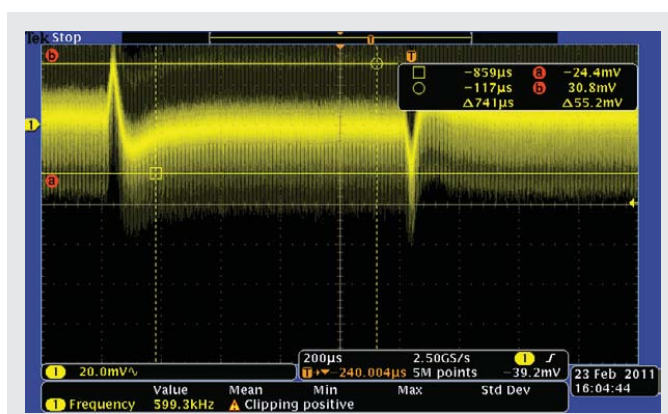 Tek Stop
T
b
T
□ -859µs a -24.4mV
○ -117µs b 30.8mV
Δ741µs Δ55.2mV
1
a
200µs 2.50GS/s 1
1 20.0mV∿ T→▼-240.004µs 5M points -39.2mV
23 Feb 2011
16:04:44
Value Mean Min Max Std Dev
1 Frequency 599.3kHz Clipping positive